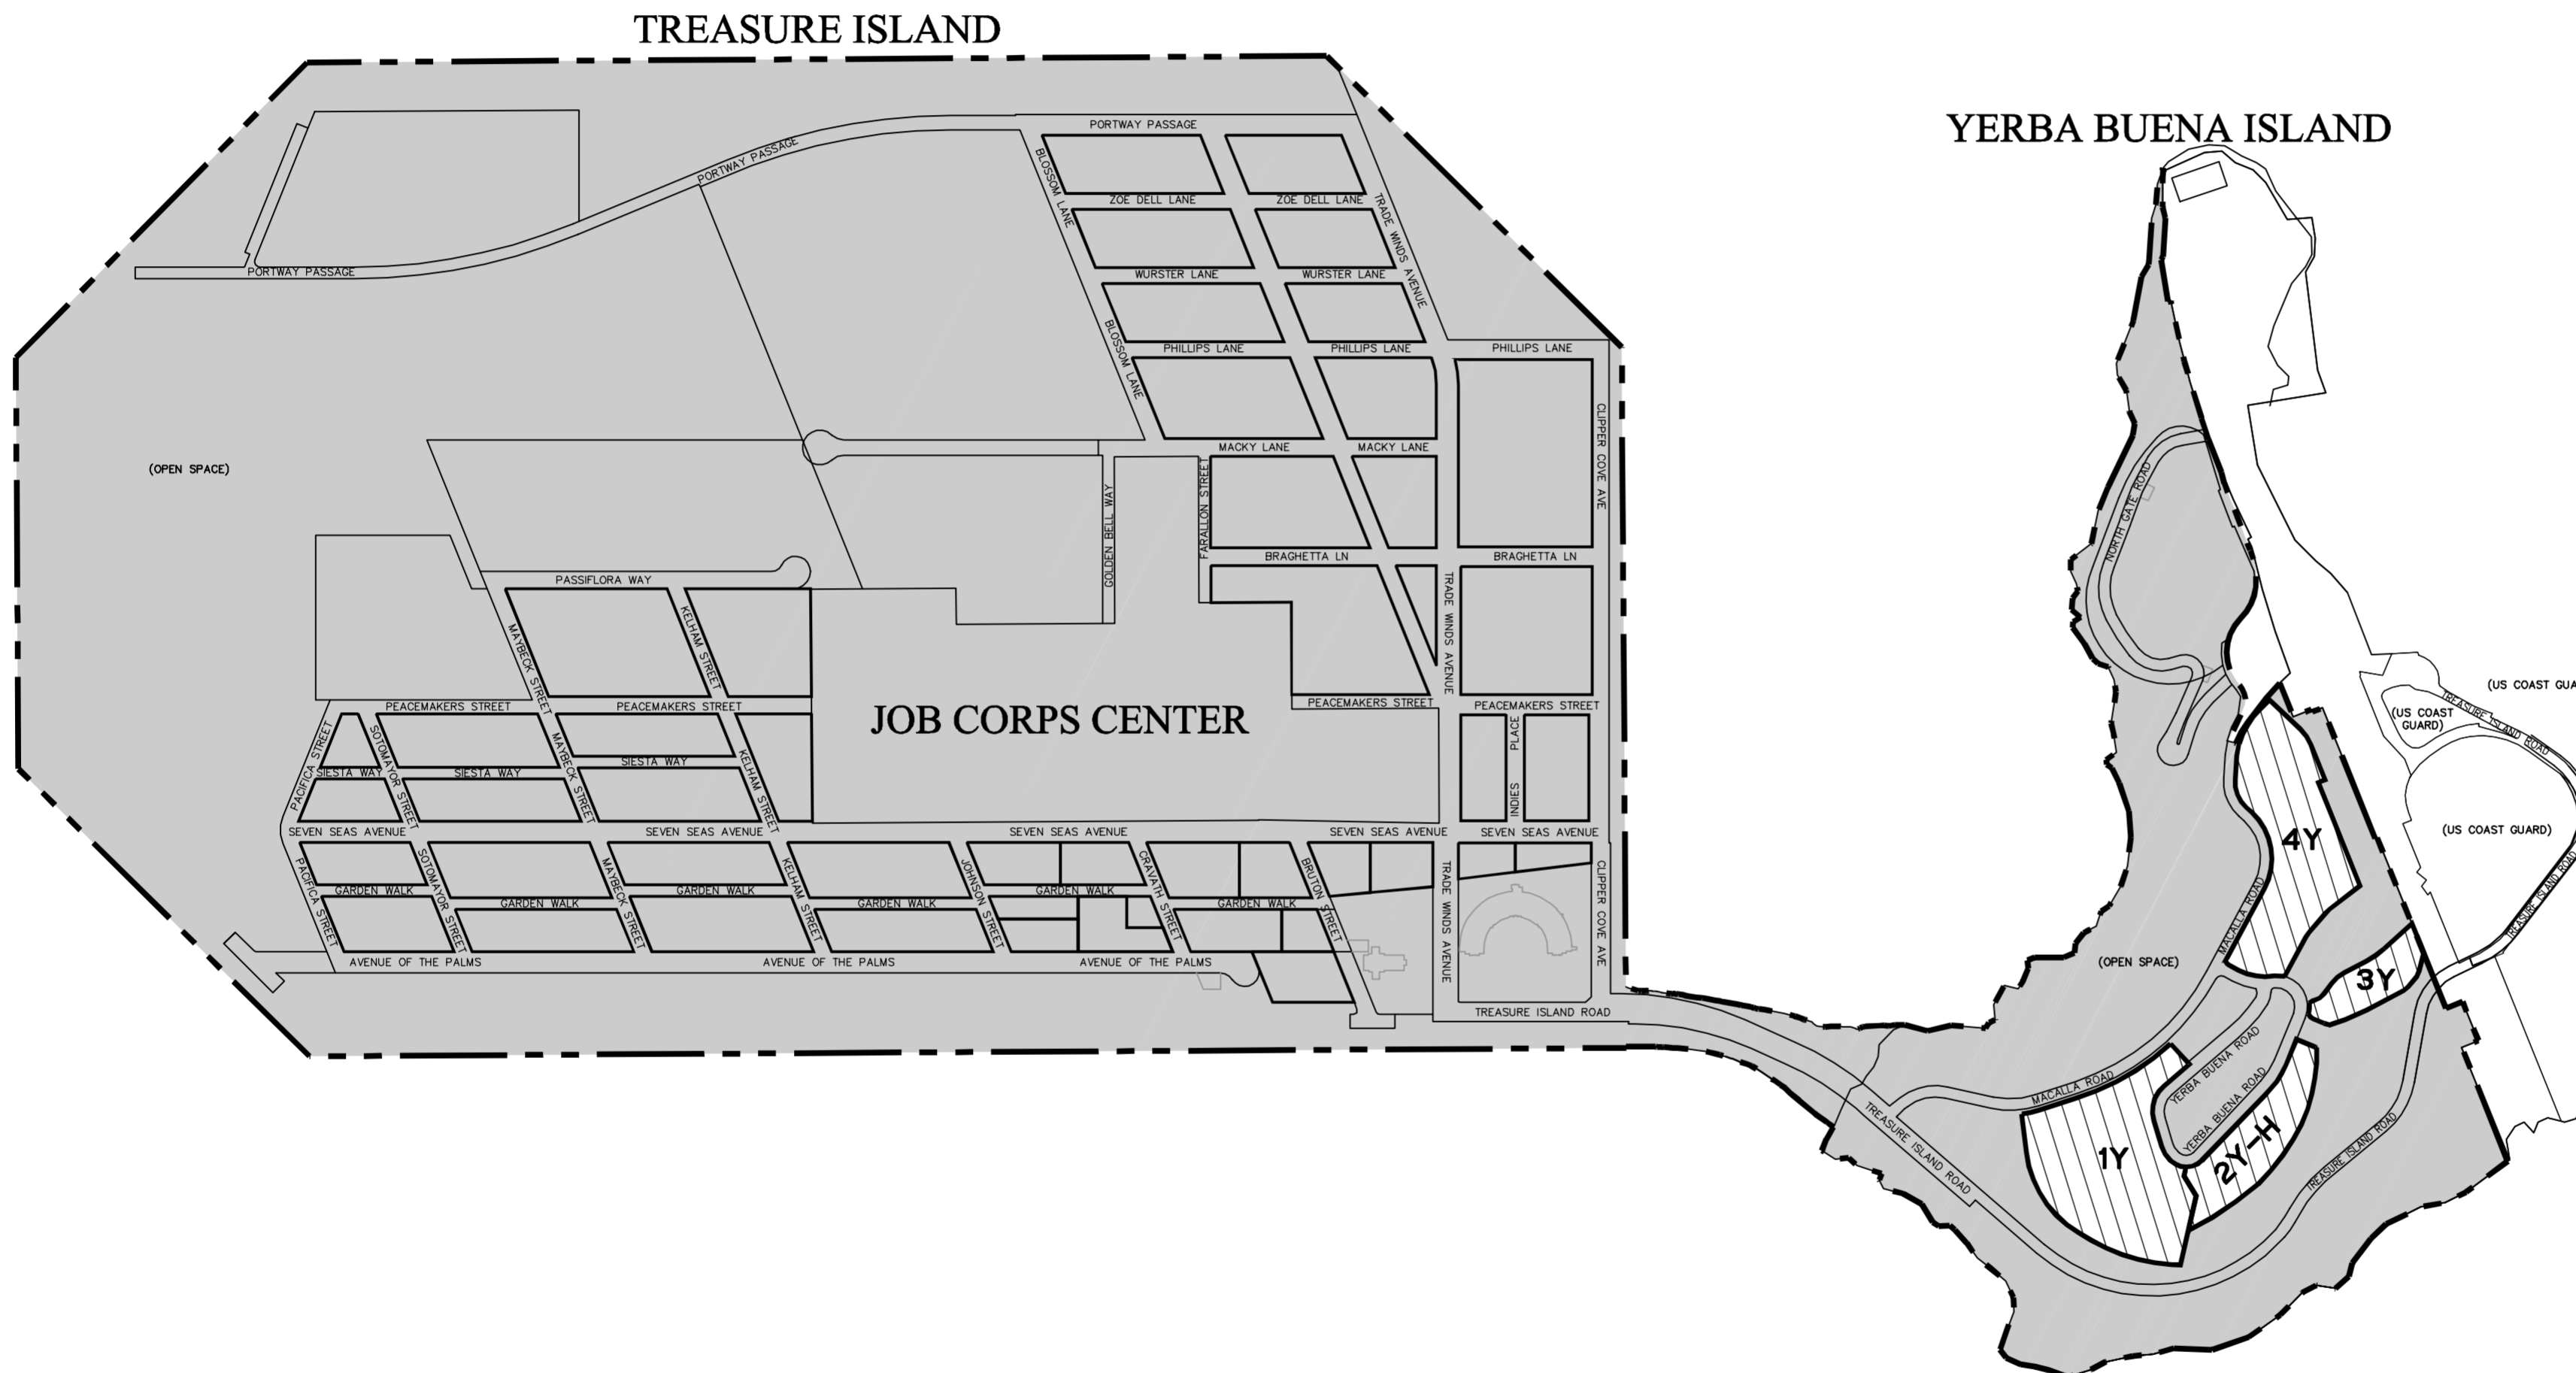 TREASURE ISLAND
YERBA BUENA ISLAND
PORTWAY PASSAGE
PORTWAY PASSAGE
PORTWAY PASSAGE
BLOSSOM LANE
ZOE DELL LANE
ZOE DELL LANE
TRADE WINDS AVENUE
WURSTER LANE
WURSTER LANE
BLOSSOM LANE
PHILLIPS LANE
PHILLIPS LANE
PHILLIPS LANE
CLIPPER COVE AVE
MACKY LANE
MACKY LANE
(OPEN SPACE)
GOLDEN BELL WAY
FARALLON STREET
BRAGHETTA LN
BRAGHETTA LN
PASSIFLORA WAY
MAYBECK STREET
KELHAM STREET
TRADE WINDS AVENUE
PEACEMAKERS STREET
PEACEMAKERS STREET
PEACEMAKERS STREET
PEACEMAKERS STREET
JOB CORPS CENTER
PACIFICA STREET
SOTOMAYOR STREET
MAYBECK STREET
KELHAM STREET
INDIES PLACE
SIESTA WAY
SIESTA WAY
SIESTA WAY
SEVEN SEAS AVENUE
SEVEN SEAS AVENUE
SEVEN SEAS AVENUE
SEVEN SEAS AVENUE
SEVEN SEAS AVENUE
PACIFICA STREET
SOTOMAYOR STREET
MAYBECK STREET
KELHAM STREET
JOHNSON STREET
CRAVATH STREET
BRUTON STREET
TRADE WINDS AVENUE
CLIPPER COVE AVE
GARDEN WALK
GARDEN WALK
GARDEN WALK
GARDEN WALK
GARDEN WALK
GARDEN WALK
AVENUE OF THE PALMS
AVENUE OF THE PALMS
AVENUE OF THE PALMS
TREASURE ISLAND ROAD
NORTH GATE ROAD
(US COAST GUA
(US COAST
GUARD)
TREASURE ISLAND ROAD
(US COAST GUARD)
TREASURE ISLAND ROAD
4Y
MACALLA ROAD
(OPEN SPACE)
3Y
YERBA BUENA ROAD
YERBA BUENA ROAD
MACALLA ROAD
TREASURE ISLAND ROAD
1Y
2Y-H
TREASURE ISLAND ROAD